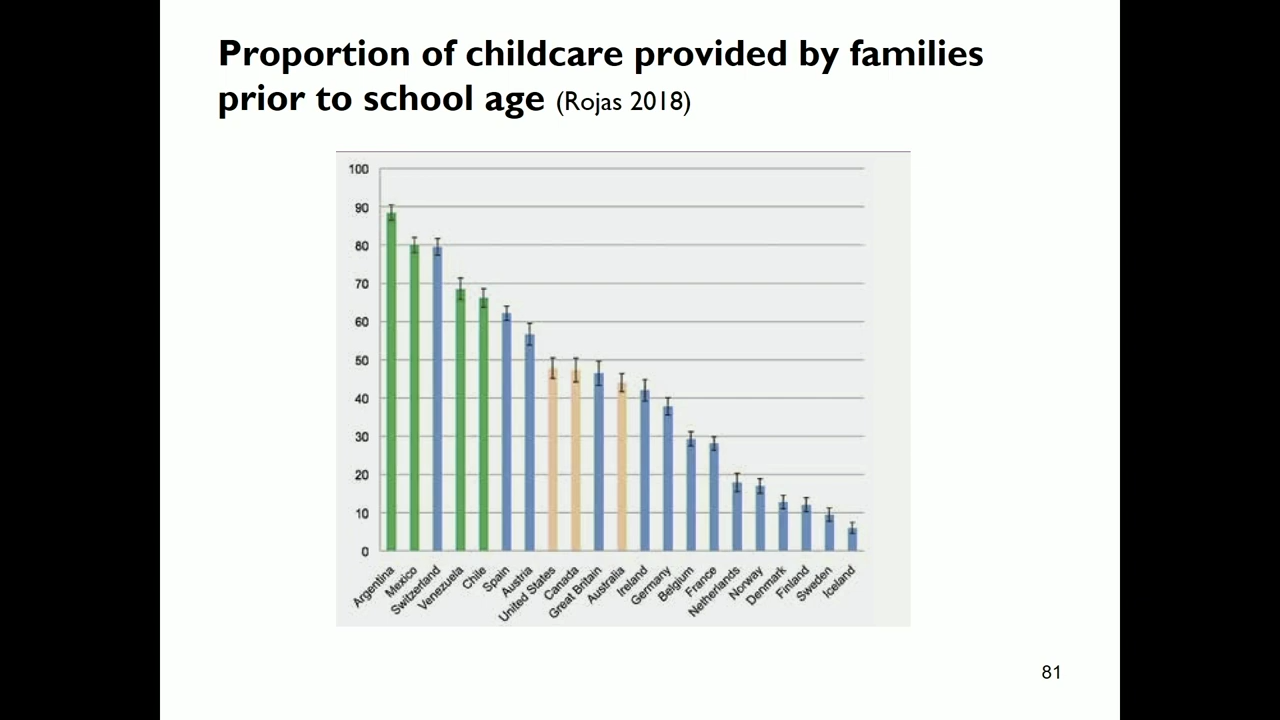 Proportion of childcare provided by families
prior to school age (Rojas 2018)
100
90
80
70
60
50
40
30
20
10
0
Argentina
Mexico
Switzerland
Venezuela
Chile
Spain
Austria
United States
Canada
Great Britain
Australia
Ireland
Germany
Belgium
France
Netherlands
Norway
Denmark
Finland
Sweden
Iceland
81